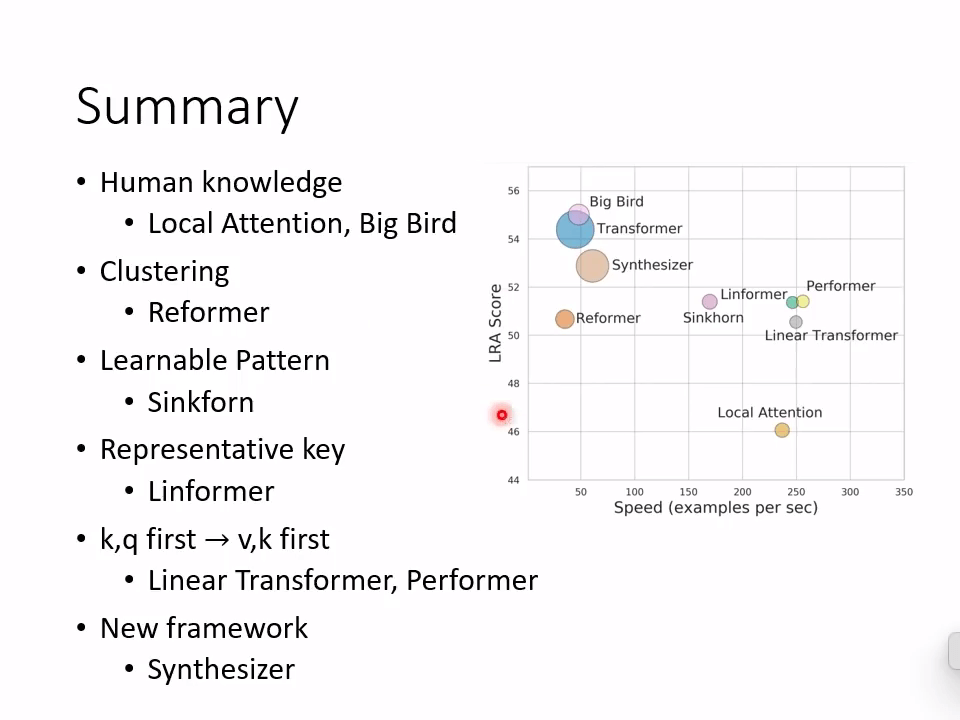 Summary
• Human knowledge
• Local Attention, Big Bird
• Clustering
• Reformer
• Learnable Pattern
• Sinkforn
• Representative key
• Linformer
• k,q first → v,k first
• Linear Transformer, Performer
• New framework
• Synthesizer
LRA Score
56
54
52
50
48
46
44
Big Bird
Transformer
Synthesizer
Reformer
Sinkhorn
Linformer
Performer
Linear Transformer
Local Attention
50 100 150 200 250 300 350
Speed (examples per sec)